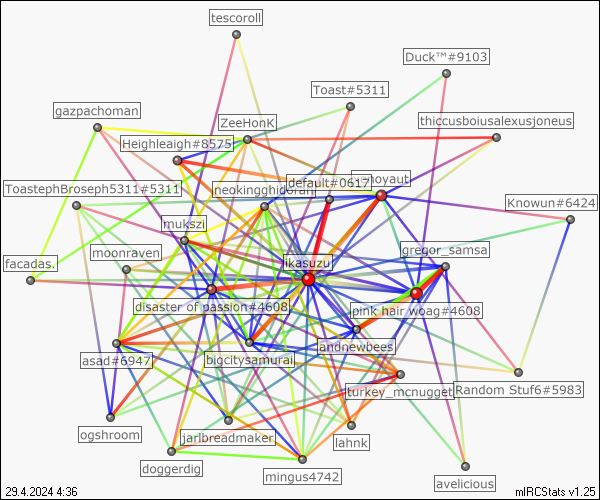 tescoroll
Duck™#9103
Toast#5311
gazpachoman
ZeeHonK
thiccusboiusalexusjoneus
Heighleaigh#8575
default#0617
ahoyaut
ToastephBroseph5311#5311
neokingghidorah
Knowun#6424
mukszi
gregor_samsa
moonraven
ikasuzu
facadas.
disaster of passion#4608
pink hair woag#4608
andnewbees
asad#6947
bigcitysamurai
turkey_mcnugget
Random Stuf6#5983
ogshroom
jarlbreadmaker
lahnk
doggerdig
mingus4742
avelicious
29.4.2024 4:36
mIRCStats v1.25